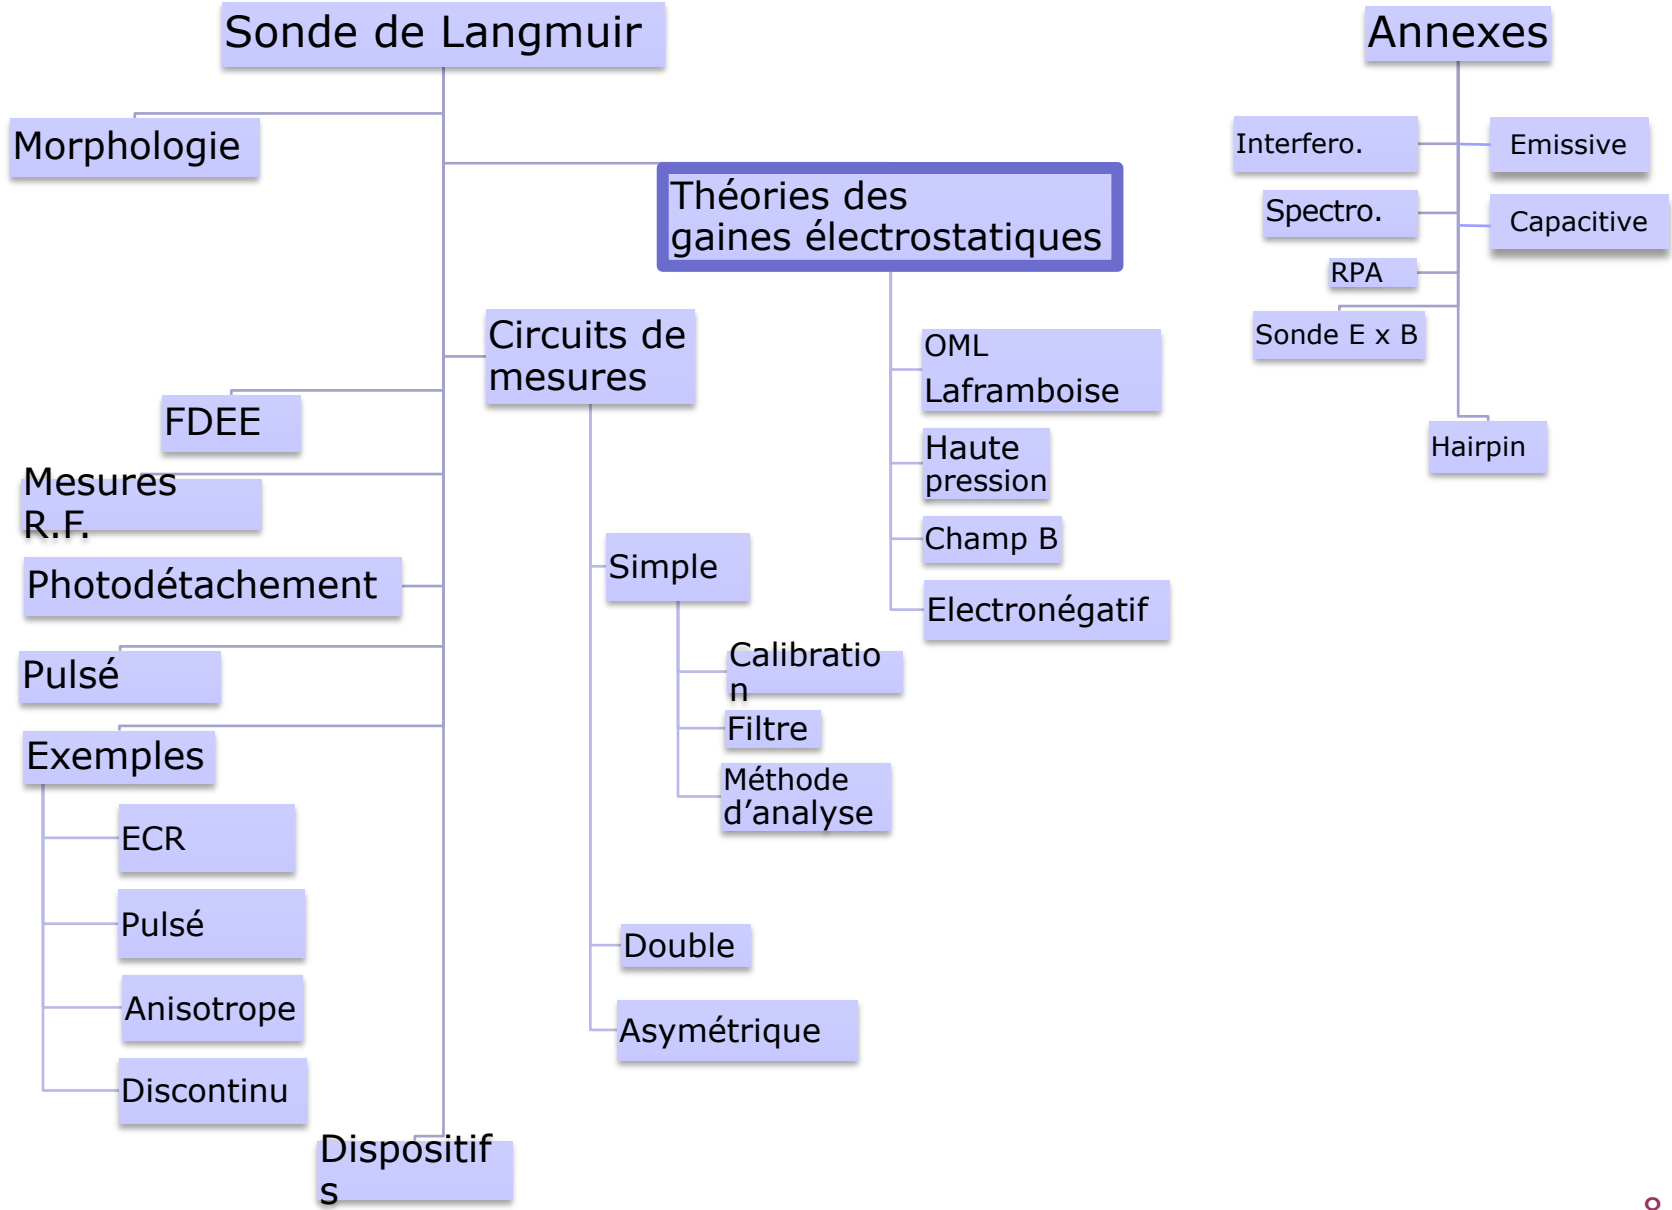 Sonde de Langmuir
Annexes
Morphologie
Théories des
gaines électrostatiques
Interfero.
Emissive
Spectro.
Capacitive
RPA
Sonde E x B
Hairpin
Circuits de
mesures
OML
Laframboise
Haute
pression
Champ B
Electronégatif
FDEE
Mesures
R.F.
Photodétachement
Pulsé
Exemples
ECR
Pulsé
Anisotrope
Discontinu
Simple
Calibratio
n
Filtre
Méthode
d’analyse
Double
Asymétrique
Dispositif
s